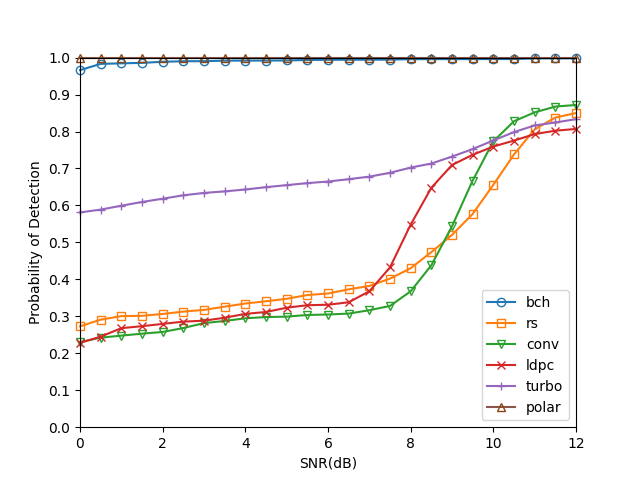 1.0
0.9
0.8
0.7
0.6
0.5
0.4
0.3
0.2
0.1
0.0
Probability of Detection
0 2 4 6 8 10 12
SNR(dB)
bch
rs
conv
ldpc
turbo
polar